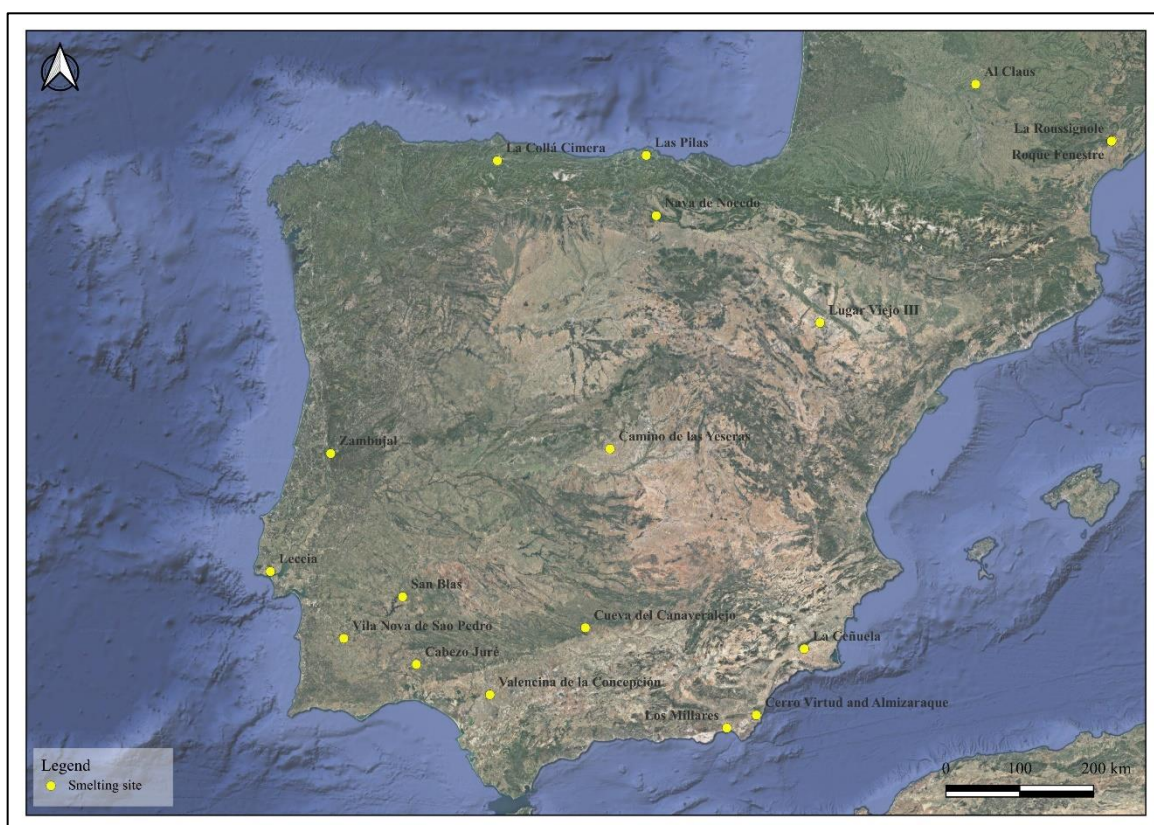 Al Claus
La Roussignole
Roque Fenestre
La Collá Cimera
Las Pilas
Nava de Nocedo
Lugar Viejo III
Zambujal
Camino de las Yeseras
Leceia
San Blas
Cueva del Canaveralejo
Vila Nova de Sao Pedro
La Ceñuela
Cabezo Juré
Valencina de la Concepción
Cerro Virtud and Almizaraque
Los Millares
Legend
Smelting site
0 100 200 km